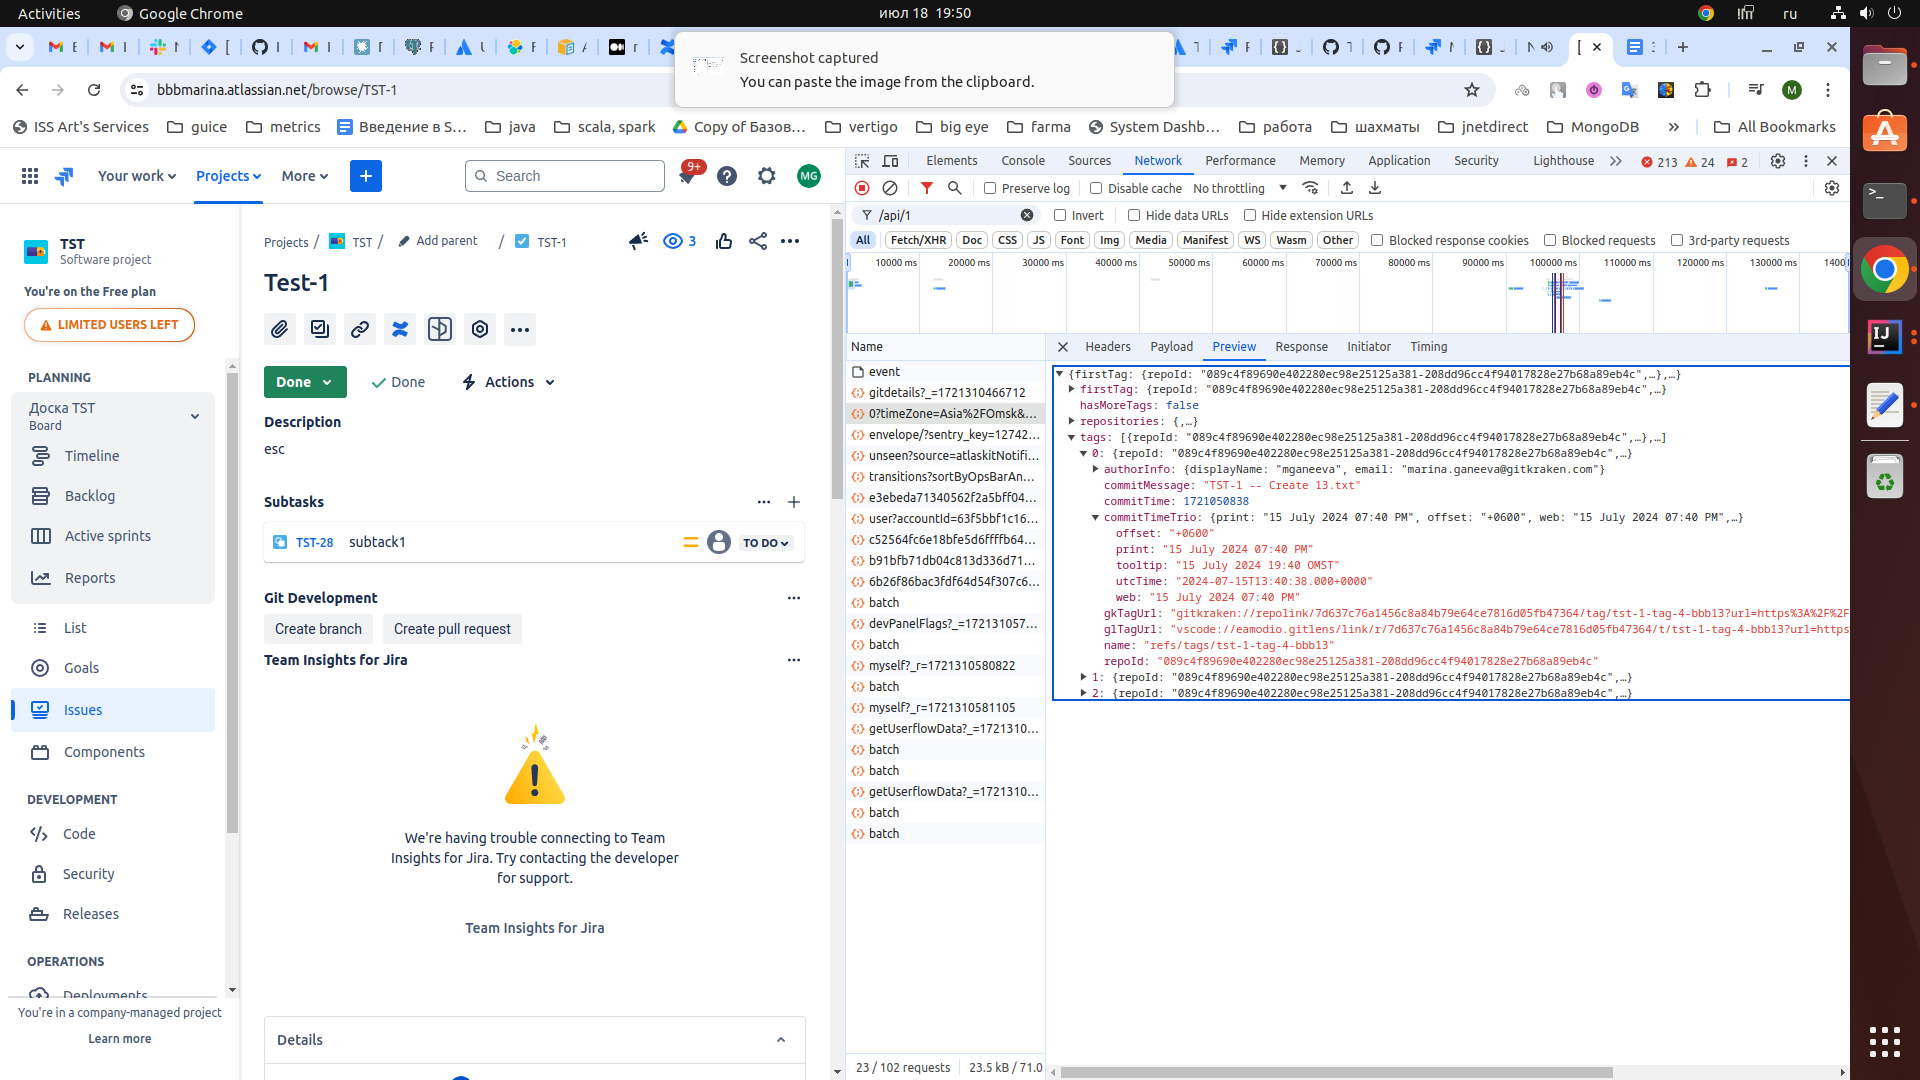 Activities
Google Chrome
июл 18 19:50
ru
Screenshot captured
You can paste the image from the clipboard.
bbbmarina.atlassian.net/browse/TST-1
M
ISS Art's Services
guice
metrics
Введение в S...
java
scala, spark
Copy of Базов...
vertigo
big eye
farma
System Dashb...
работа
шахматы
jnetdirect
MongoDB
All Bookmarks
Your work
Projects
More
Search
9+
MG
TST
Software project
You're on the Free plan
LIMITED USERS LEFT
PLANNING
Доска TST
Board
Timeline
Backlog
Active sprints
Reports
List
Goals
Issues
Components
DEVELOPMENT
Code
Security
Releases
OPERATIONS
Deployments
You're in a company-managed project
Learn more
Projects / TST / Add parent / TST-1
3
Test-1
Done
Done
Actions
Description
esc
Subtasks
TST-28 subtack1 TO DO
Git Development
Create branch
Create pull request
Team Insights for Jira
We're having trouble connecting to Team
Insights for Jira. Try contacting the developer
for support.
Team Insights for Jira
Details
Elements Console Sources Network Performance Memory Application Security Lighthouse 213 24 2
Preserve log Disable cache No throttling
/api/1 Invert Hide data URLs Hide extension URLs
All Fetch/XHR Doc CSS JS Font Img Media Manifest WS Wasm Other Blocked response cookies Blocked requests 3rd-party requests
10000 ms 20000 ms 30000 ms 40000 ms 50000 ms 60000 ms 70000 ms 80000 ms 90000 ms 100000 ms 110000 ms 120000 ms 130000 ms 1400
Name
event
gitdetails?_=1721310466712
0?timeZone=Asia%2FOmsk&...
envelope/?sentry_key=12742...
unseen?source=atlaskitNotifi...
transitions?sortByOpsBarAn...
e3ebeda71340562f2a5bff04...
user?accountId=63f5bbf1c16...
c52564fc6e18bfe5d6ffffb64...
b91bfb71db04c813d336d71...
6b26f86bac3fdf64d54f307c6...
batch
devPanelFlags?_=172131057...
batch
myself?_r=1721310580822
batch
myself?_r=1721310581105
getUserflowData?_=1721310...
batch
batch
getUserflowData?_=1721310...
batch
batch
23 / 102 requests 23.5 kB / 71.0
Headers Payload Preview Response Initiator Timing
{firstTag: {repoId: "089c4f89690e402280ec98e25125a381-208dd96cc4f94017828e27b68a89eb4c",…},…}
firstTag: {repoId: "089c4f89690e402280ec98e25125a381-208dd96cc4f94017828e27b68a89eb4c",…}
hasMoreTags: false
repositories: {,…}
tags: [{repoId: "089c4f89690e402280ec98e25125a381-208dd96cc4f94017828e27b68a89eb4c",…},…]
0: {repoId: "089c4f89690e402280ec98e25125a381-208dd96cc4f94017828e27b68a89eb4c",…}
authorInfo: {displayName: "mganeeva", email: "marina.ganeeva@gitkraken.com"}
commitMessage: "TST-1 -- Create 13.txt"
commitTime: 1721050838
commitTimeTrio: {print: "15 July 2024 07:40 PM", offset: "+0600", web: "15 July 2024 07:40 PM",…}
offset: "+0600"
print: "15 July 2024 07:40 PM"
tooltip: "15 July 2024 19:40 OMST"
utcTime: "2024-07-15T13:40:38.000+0000"
web: "15 July 2024 07:40 PM"
gkTagUrl: "gitkraken://repolink/7d637c76a1456c8a84b79e64ce7816d05fb47364/tag/tst-1-tag-4-bbb13?url=https%3A%2F%2F
glTagUrl: "vscode://eamodio.gitlens/link/r/7d637c76a1456c8a84b79e64ce7816d05fb47364/t/tst-1-tag-4-bbb13?url=https
name: "refs/tags/tst-1-tag-4-bbb13"
repoId: "089c4f89690e402280ec98e25125a381-208dd96cc4f94017828e27b68a89eb4c"
1: {repoId: "089c4f89690e402280ec98e25125a381-208dd96cc4f94017828e27b68a89eb4c",…}
2: {repoId: "089c4f89690e402280ec98e25125a381-208dd96cc4f94017828e27b68a89eb4c",…}